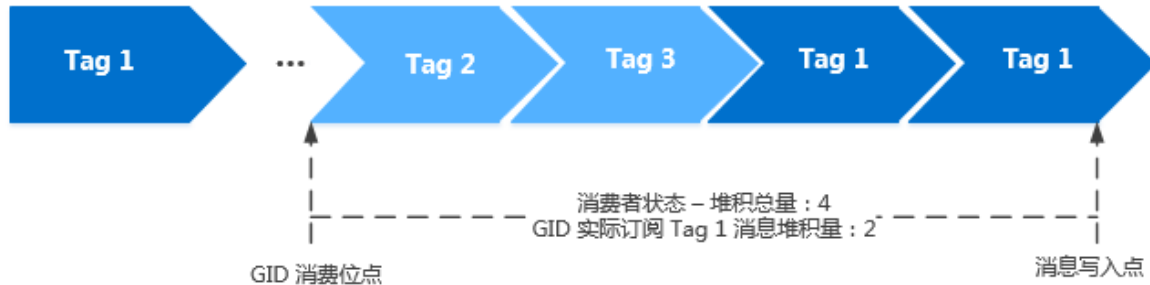 Tag 1
...
Tag 2
Tag 3
Tag 1
Tag 1
消费者状态 – 堆积总量：4
GID 实际订阅 Tag 1 消息堆积量：2
GID 消费位点
消息写入点